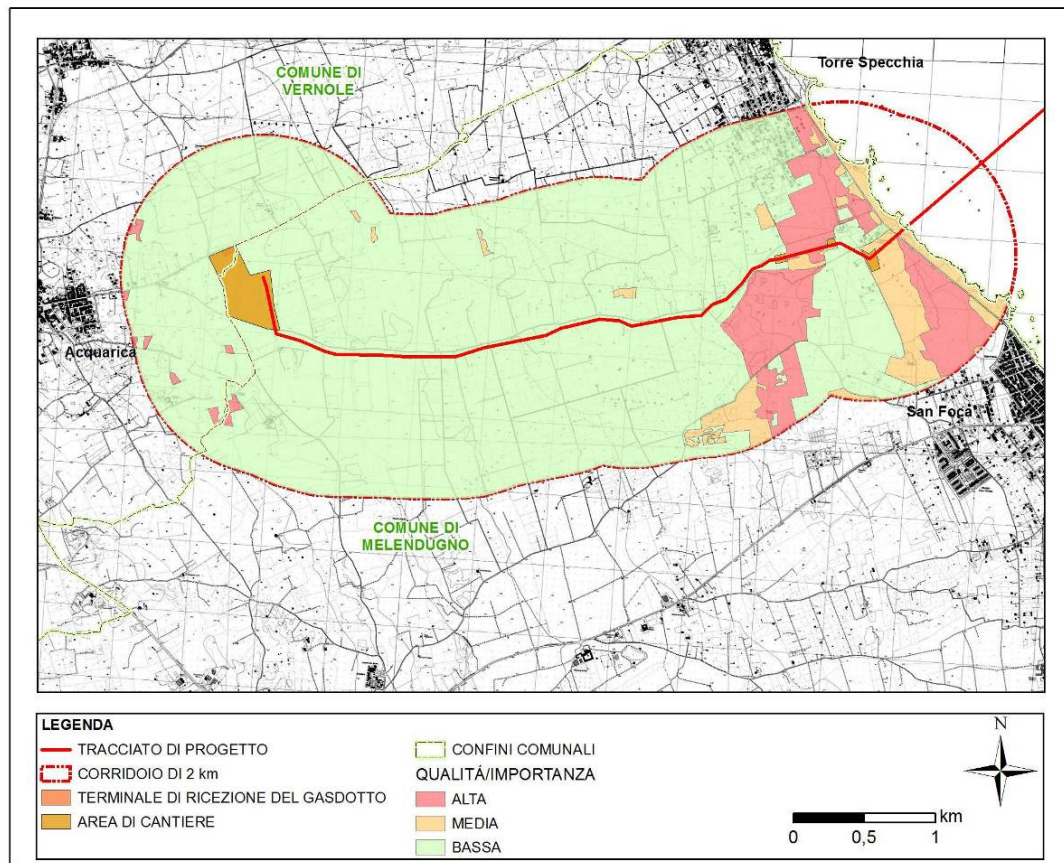 Torre Specchia
COMUNE DI
VERNOLE
Acquarica
San Foca
COMUNE DI
MELENDUGNO
LEGENDA
TRACCIATO DI PROGETTO
CORRIDOIO DI 2 km
TERMINALE DI RICEZIONE DEL GASDOTTO
AREA DI CANTIERE
CONFINI COMUNALI
QUALITÁ/IMPORTANZA
ALTA
MEDIA
BASSA
N
km
0 0,5 1